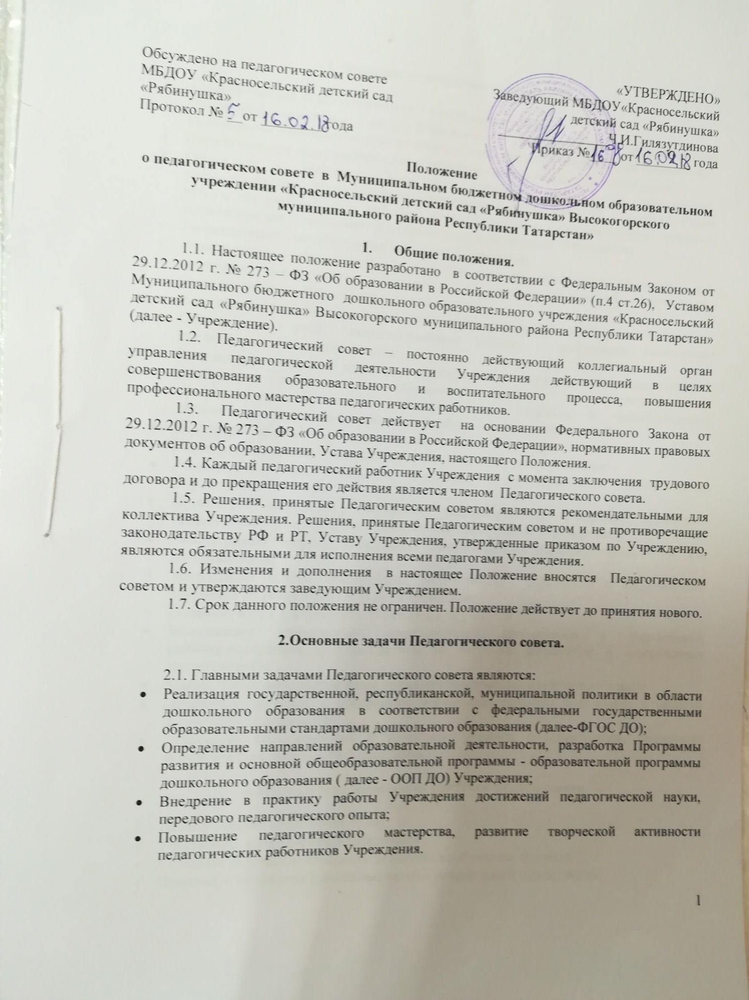 Обсуждено на педагогическом совете
МБДОУ «Красносельский детский сад
«Рябинушка»
Протокол № 5 от 16.02.18 года
«УТВЕРЖДЕНО»
Заведующий МБДОУ«Красносельский
детский сад «Рябинушка»
Ч.И.Гилязутдинова
Приказ № от 16.02.18 года
Положение
о педагогическом совете в Муниципальном бюджетном дошкольном образовательном
учреждении «Красносельский детский сад «Рябинушка» Высокогорского
муниципального района Республики Татарстан»
1. Общие положения.
1.1. Настоящее положение разработано в соответствии с Федеральным Законом от
29.12.2012 г. № 273 – ФЗ «Об образовании в Российской Федерации» (п.4 ст.26), Уставом
Муниципального бюджетного дошкольного образовательного учреждения «Красносельский
детский сад «Рябинушка» Высокогорского муниципального района Республики Татарстан»
(далее - Учреждение).
1.2. Педагогический совет – постоянно действующий коллегиальный орган
управления педагогической деятельности Учреждения действующий в целях
совершенствования образовательного и воспитательного процесса, повышения
профессионального мастерства педагогических работников.
1.3. Педагогический совет действует на основании Федерального Закона от
29.12.2012 г. № 273 – ФЗ «Об образовании в Российской Федерации», нормативных правовых
документов об образовании, Устава Учреждения, настоящего Положения.
1.4. Каждый педагогический работник Учреждения с момента заключения трудового
договора и до прекращения его действия является членом Педагогического совета.
1.5. Решения, принятые Педагогическим советом являются рекомендательными для
коллектива Учреждения. Решения, принятые Педагогическим советом и не противоречащие
законодательству РФ и РТ, Уставу Учреждения, утвержденные приказом по Учреждению,
являются обязательными для исполнения всеми педагогами Учреждения.
1.6. Изменения и дополнения в настоящее Положение вносятся Педагогическом
советом и утверждаются заведующим Учреждением.
1.7. Срок данного положения не ограничен. Положение действует до принятия нового.
2.Основные задачи Педагогического совета.
2.1. Главными задачами Педагогического совета являются:
• Реализация государственной, республиканской, муниципальной политики в области
дошкольного образования в соответствии с федеральными государственными
образовательными стандартами дошкольного образования (далее-ФГОС ДО);
• Определение направлений образовательной деятельности, разработка Программы
развития и основной общеобразовательной программы - образовательной программы
дошкольного образования ( далее - ООП ДО) Учреждения;
• Внедрение в практику работы Учреждения достижений педагогической науки,
передового педагогического опыта;
• Повышение педагогического мастерства, развитие творческой активности
педагогических работников Учреждения.
1